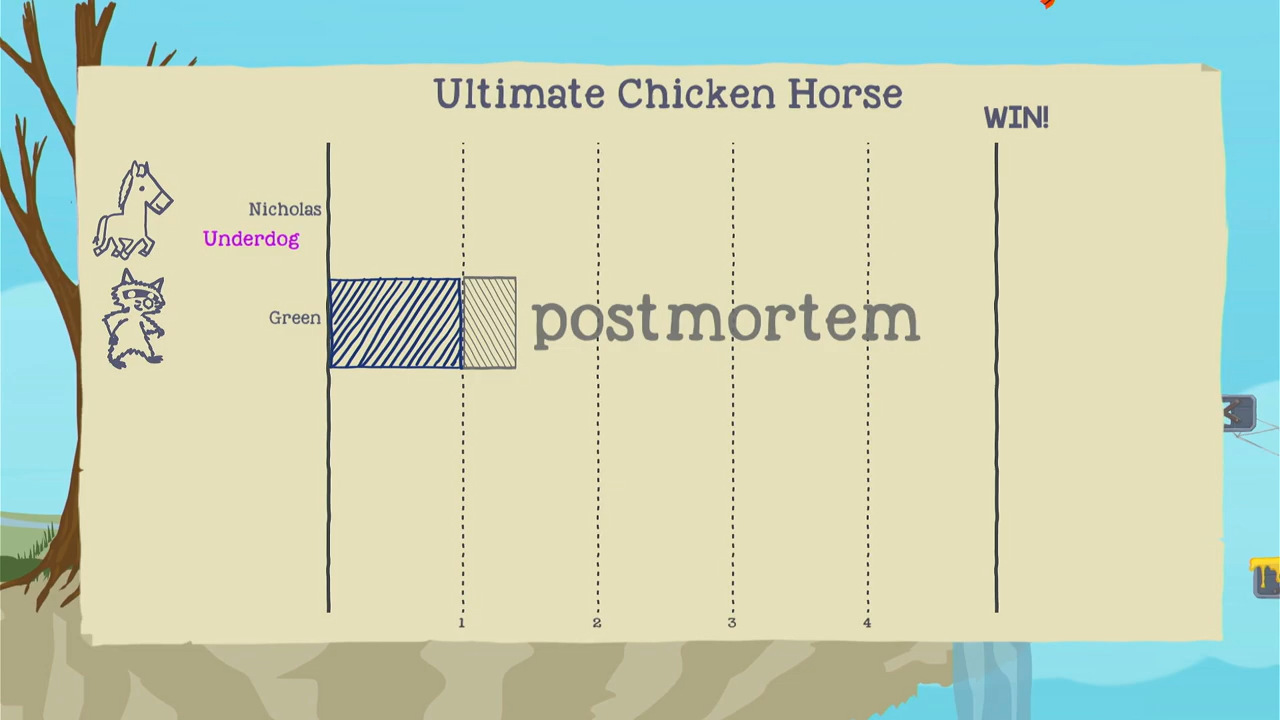 Ultimate Chicken Horse
WIN!
Nicholas
Underdog
Green
postmortem
1 2 3 4